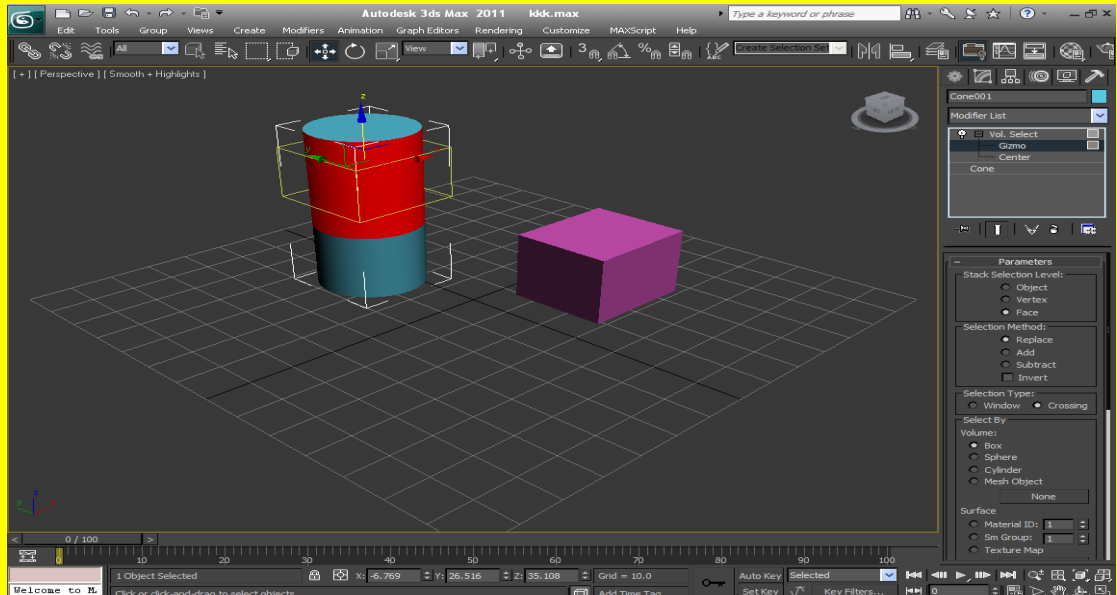 Autodesk 3ds Max 2011 kkk.max Type a keyword or phrase
Edit Tools Group Views Create Modifiers Animation Graph Editors Rendering Customize MAXScript Help
All View 3 Create Selection Set
[ + ] [ Perspective ] [ Smooth + Highlights ]
z
y
x
Cone001
Modifier List
Vol. Select
Gizmo
Center
Cone
Parameters
Stack Selection Level:
Object
Vertex
Face
Selection Method:
Replace
Add
Subtract
Invert
Selection Type:
Window Crossing
Select By
Volume:
Box
Sphere
Cylinder
Mesh Object
None
Surface
Material ID: 1
Sm Group: 1
Texture Map
z
y
x
0 / 100
0 10 20 30 40 50 60 70 80 90 100
1 Object Selected X: -6.769 Y: 26.516 Z: 35.108 Grid = 10.0 Auto Key Selected
Welcome to M Click or click-and-drag to select objects Add Time Tag Set Key Key Filters... 0